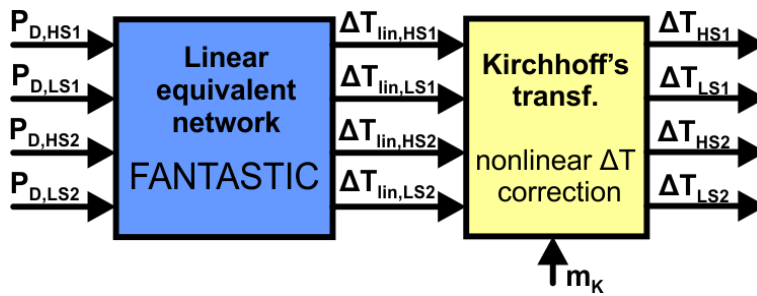 P_D,HS1
P_D,LS1
P_D,HS2
P_D,LS2
Linear
equivalent
network
FANTASTIC
ΔT_lin,HS1
ΔT_lin,LS1
ΔT_lin,HS2
ΔT_lin,LS2
Kirchhoff's
transf.
nonlinear ΔT
correction
m_K
ΔT_HS1
ΔT_LS1
ΔT_HS2
ΔT_LS2